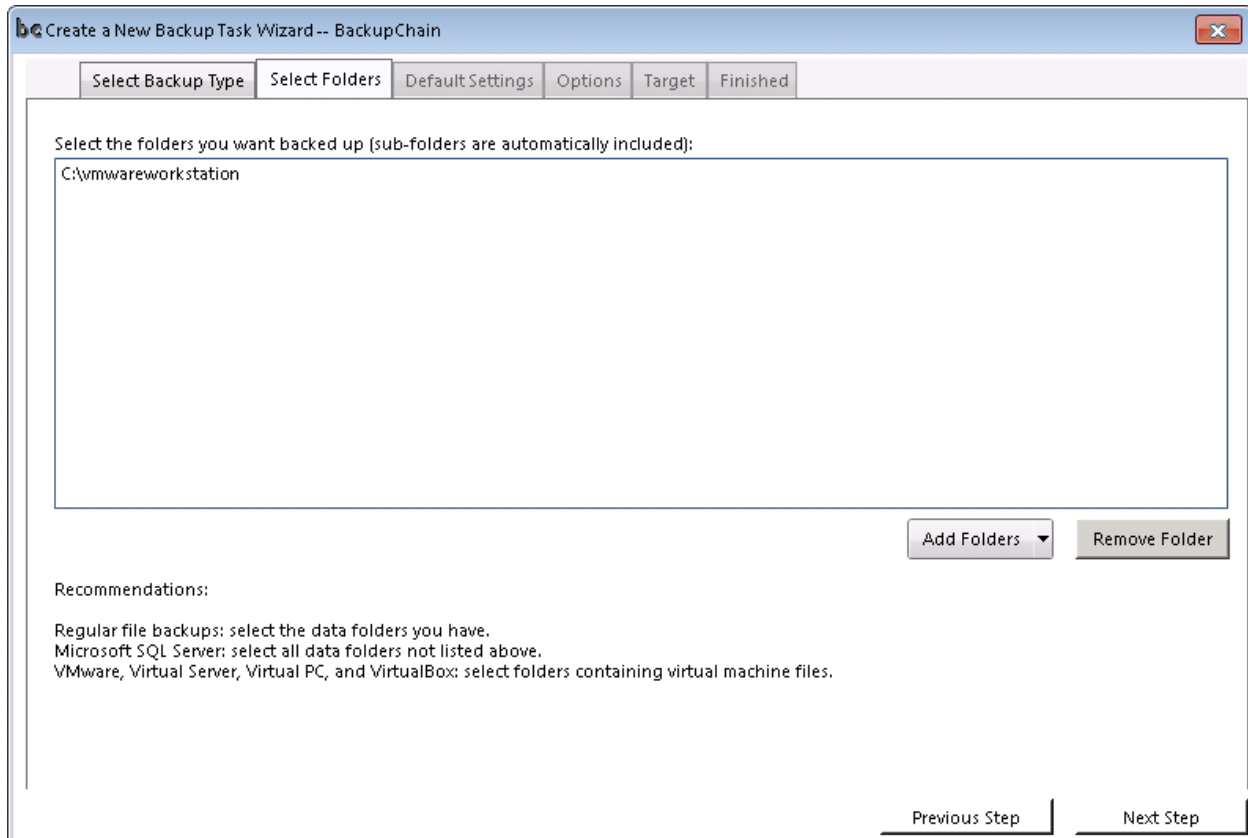 bc Create a New Backup Task Wizard -- BackupChain
Select Backup Type Select Folders Default Settings Options Target Finished
Select the folders you want backed up (sub-folders are automatically included):
C:\vmwareworkstation
Add Folders Remove Folder
Recommendations:
Regular file backups: select the data folders you have.
Microsoft SQL Server: select all data folders not listed above.
VMware, Virtual Server, Virtual PC, and VirtualBox: select folders containing virtual machine files.
Previous Step Next Step